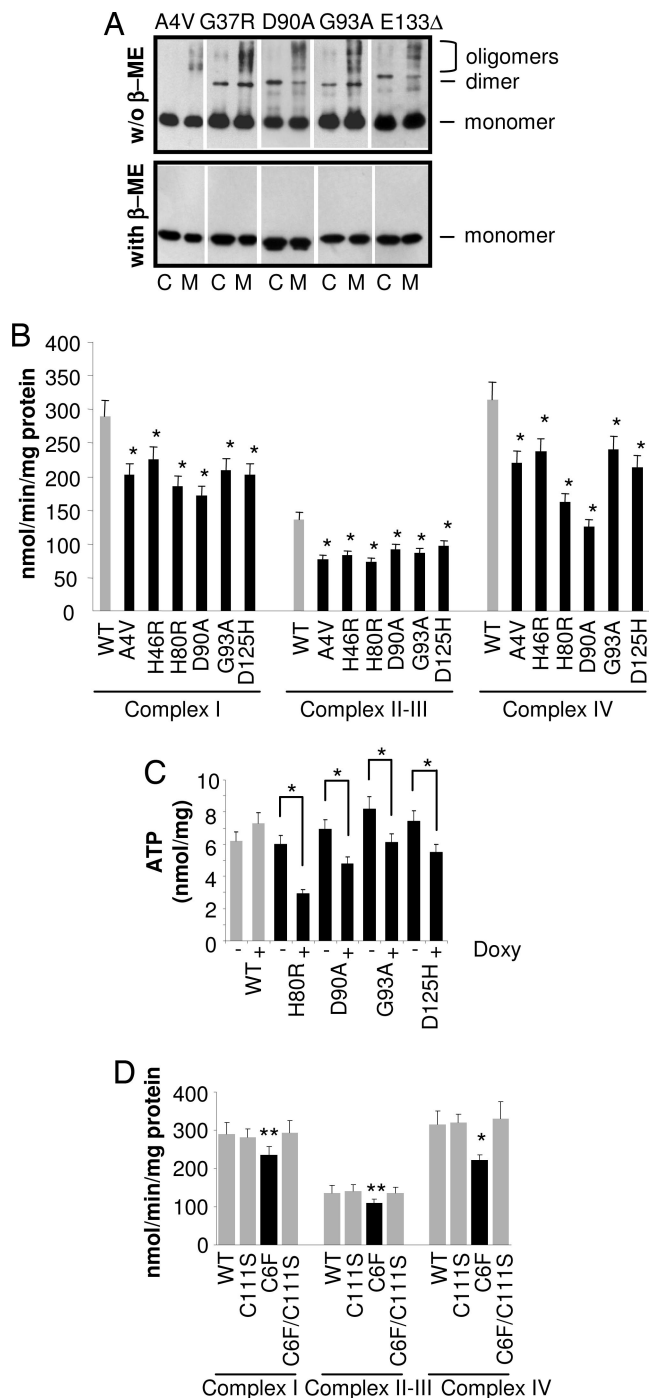 A
A4V G37R D90A G93A E133Δ
w/o β–ME
oligomers
dimer
monomer
with β–ME
monomer
C M C M C M C M C M
B
nmol/min/mg protein
400
350
300
250
200
150
100
50
0
* * * * * *
* * * * * *
* * * * * *
WT A4V H46R H80R D90A G93A D125H
WT A4V H46R H80R D90A G93A D125H
WT A4V H46R H80R D90A G93A D125H
Complex I Complex II-III Complex IV
C
ATP
(nmol/mg)
10
8
6
4
2
0
* * * *
- + - + - + - + - + Doxy
WT H80R D90A G93A D125H
D
nmol/min/mg protein
400
300
200
100
0
** ** *
WT C111S C6F C6F/C111S
WT C111S C6F C6F/C111S
WT C111S C6F C6F/C111S
Complex I Complex II-III Complex IV